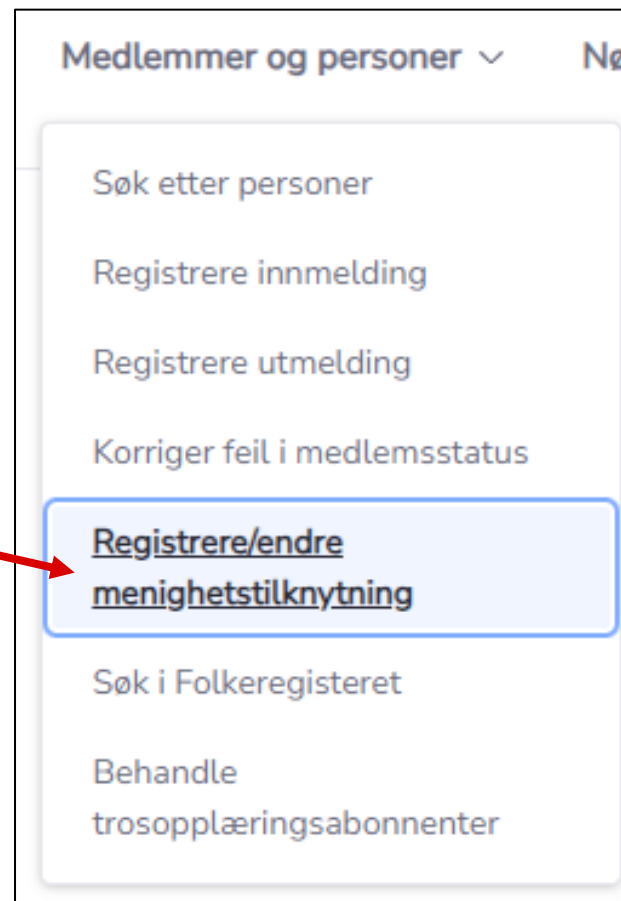 Medlemmer og personer Nø
Søk etter personer
Registrere innmelding
Registrere utmelding
Korriger feil i medlemsstatus
Registrere/endre
menighetstilknytning
Søk i Folkeregisteret
Behandle
trosopplæringsabonnenter